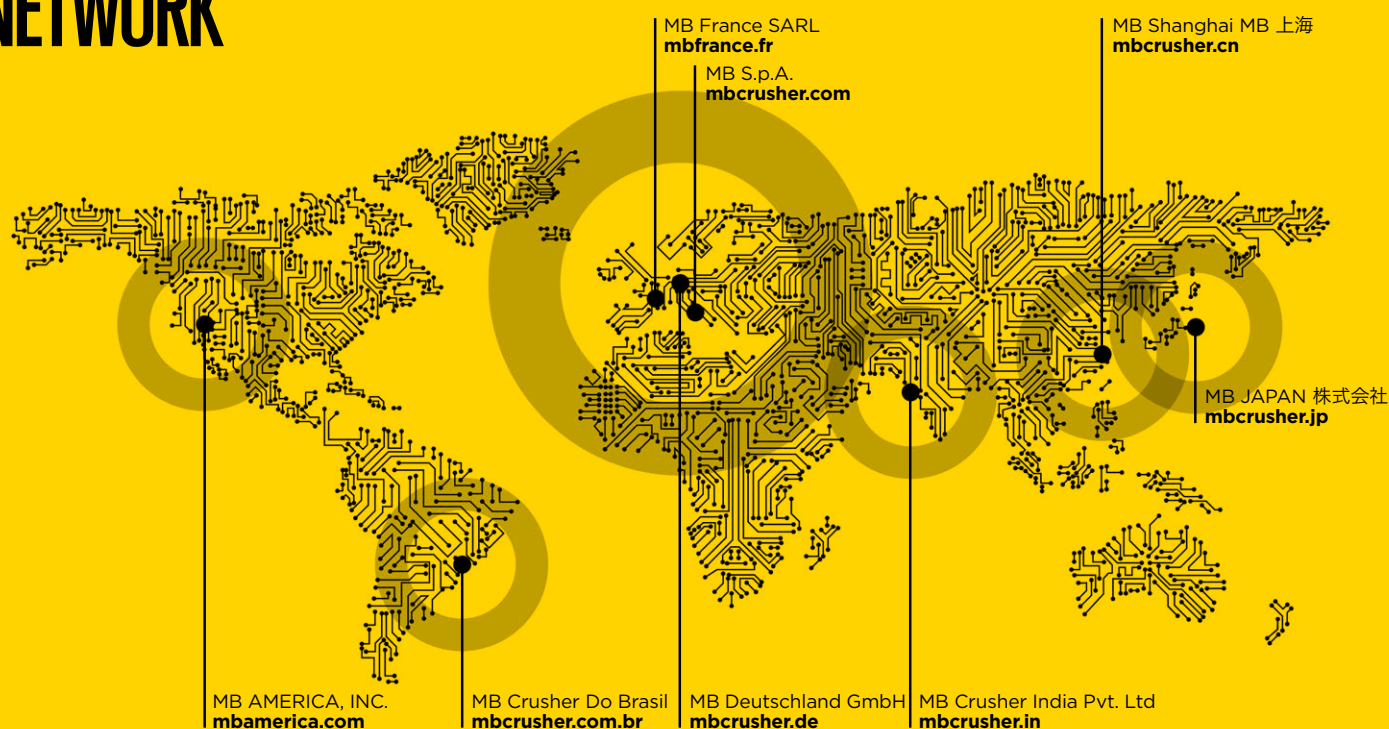 NETWORK
MB France SARL
mbfrance.fr
MB S.p.A.
mbcrusher.com
MB Shanghai MB 上海
mbcrusher.cn
MB JAPAN 株式会社
mbcrusher.jp
MB AMERICA, INC.
mbamerica.com
MB Crusher Do Brasil
mbcrusher.com.br
MB Deutschland GmbH
mbcrusher.de
MB Crusher India Pvt. Ltd
mbcrusher.in